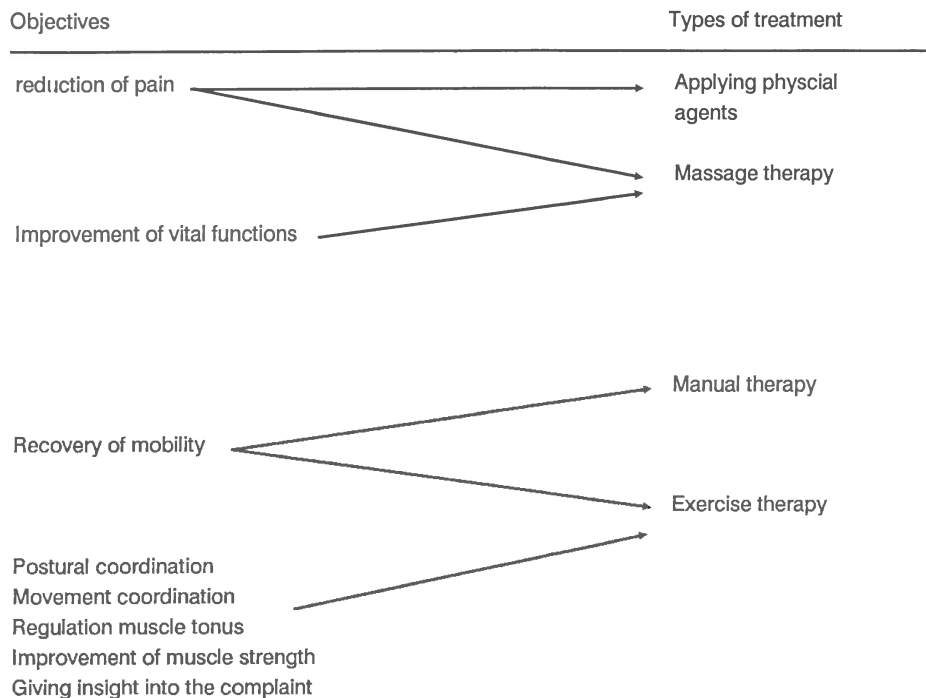 Objectives
Types of treatment
reduction of pain
Applying physcial
agents
Massage therapy
Improvement of vital functions
Manual therapy
Recovery of mobility
Exercise therapy
Postural coordination
Movement coordination
Regulation muscle tonus
Improvement of muscle strength
Giving insight into the complaint